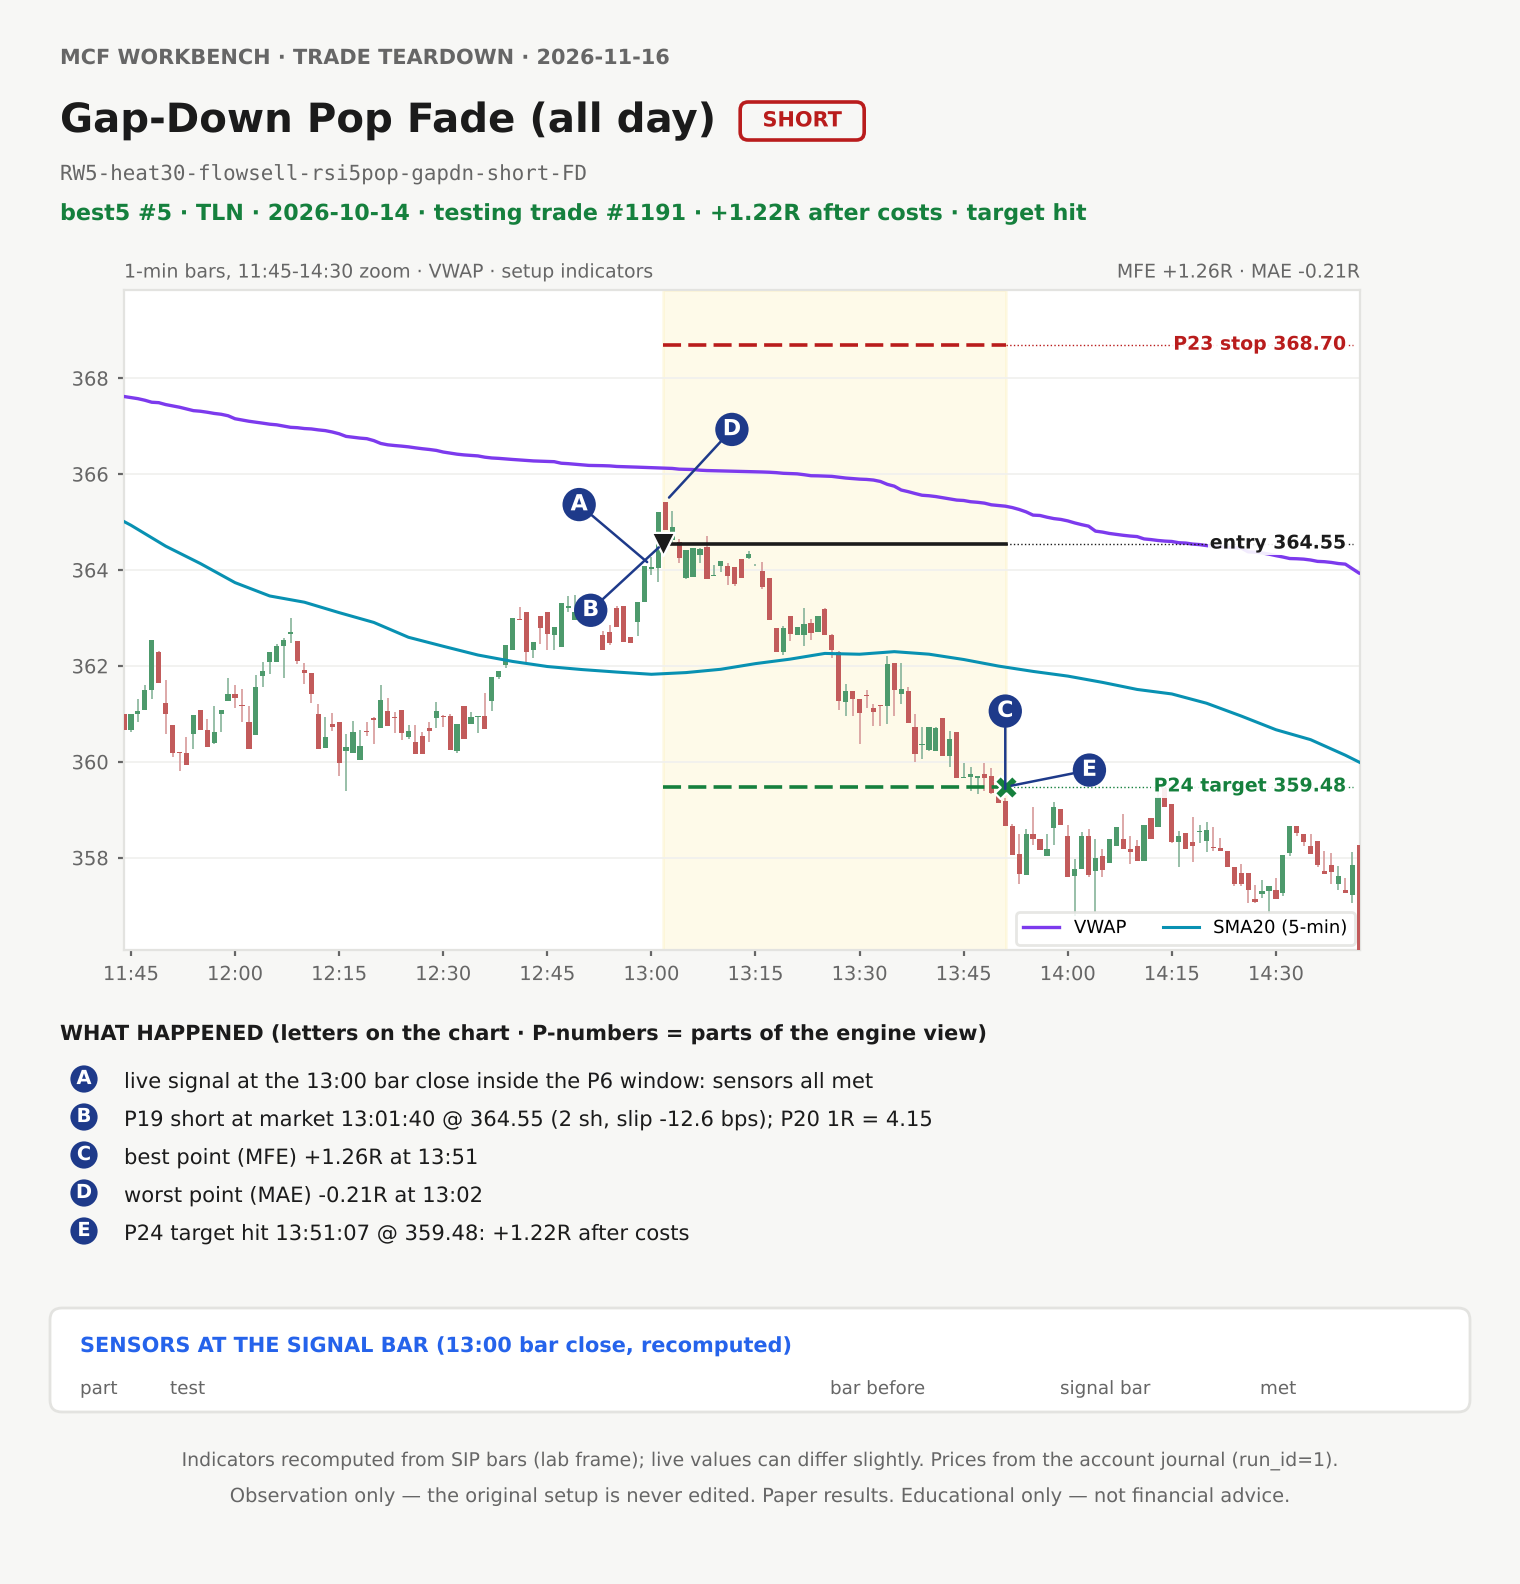 MCF WORKBENCH · TRADE TEARDOWN · 2026-11-16
Gap-Down Pop Fade (all day) SHORT
RW5-heat30-flowsell-rsi5pop-gapdn-short-FD
best5 #5 · TLN · 2026-10-14 · testing trade #1191 · +1.22R after costs · target hit
1-min bars, 11:45-14:30 zoom · VWAP · setup indicators MFE +1.26R · MAE -0.21R
P23 stop 368.70
368
D
366
A
entry 364.55
364
B
362
C
360
E
P24 target 359.48
358
VWAP SMA20 (5-min)
11:45 12:00 12:15 12:30 12:45 13:00 13:15 13:30 13:45 14:00 14:15 14:30
WHAT HAPPENED (letters on the chart · P-numbers = parts of the engine view)
A live signal at the 13:00 bar close inside the P6 window: sensors all met
B P19 short at market 13:01:40 @ 364.55 (2 sh, slip -12.6 bps); P20 1R = 4.15
C best point (MFE) +1.26R at 13:51
D worst point (MAE) -0.21R at 13:02
E P24 target hit 13:51:07 @ 359.48: +1.22R after costs
SENSORS AT THE SIGNAL BAR (13:00 bar close, recomputed)
part test bar before signal bar met
Indicators recomputed from SIP bars (lab frame); live values can differ slightly. Prices from the account journal (run_id=1).
Observation only — the original setup is never edited. Paper results. Educational only — not financial advice.